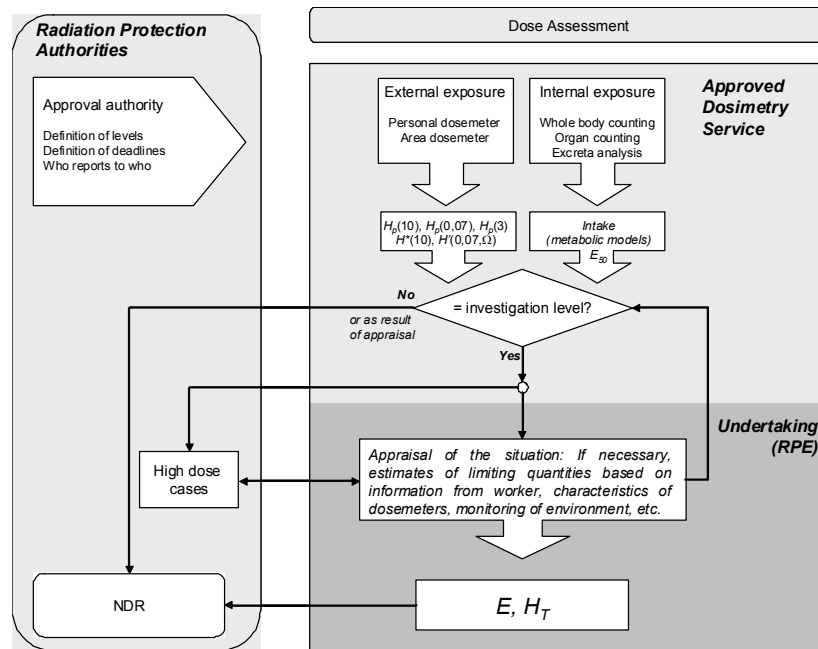 Radiation Protection
Authorities
Approval authority
Definition of levels
Definition of deadlines
Who reports to who
Dose Assessment
External exposure
Personal dosemeter
Area dosemeter
Internal exposure
Whole body counting
Organ counting
Excreta analysis
Approved
Dosimetry
Service
Hp(10), Hp(0,07), Hp(3)
H*(10), H'(0,07,Ω)
Intake
(metabolic models)
E50
No
or as result
of appraisal
= investigation level?
Yes
Undertaking
(RPE)
High dose
cases
Appraisal of the situation: If necessary,
estimates of limiting quantities based on
information from worker, characteristics of
dosemeters, monitoring of environment, etc.
NDR
E, HT